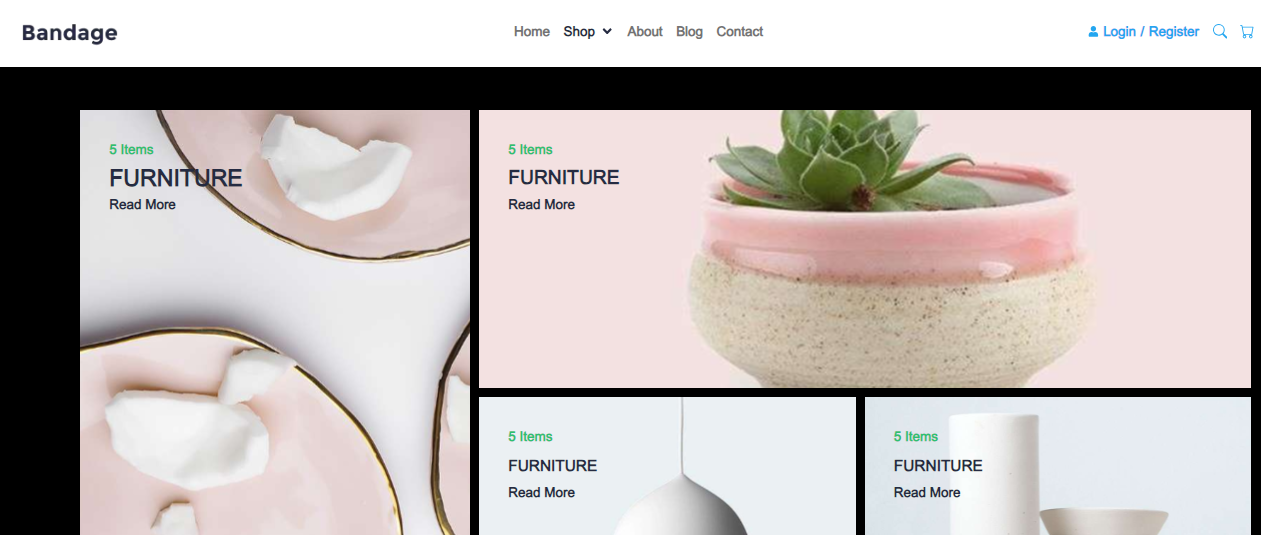 Bandage
Home Shop About Blog Contact
Login / Register
5 Items
FURNITURE
Read More
5 Items
FURNITURE
Read More
5 Items
FURNITURE
Read More
5 Items
FURNITURE
Read More